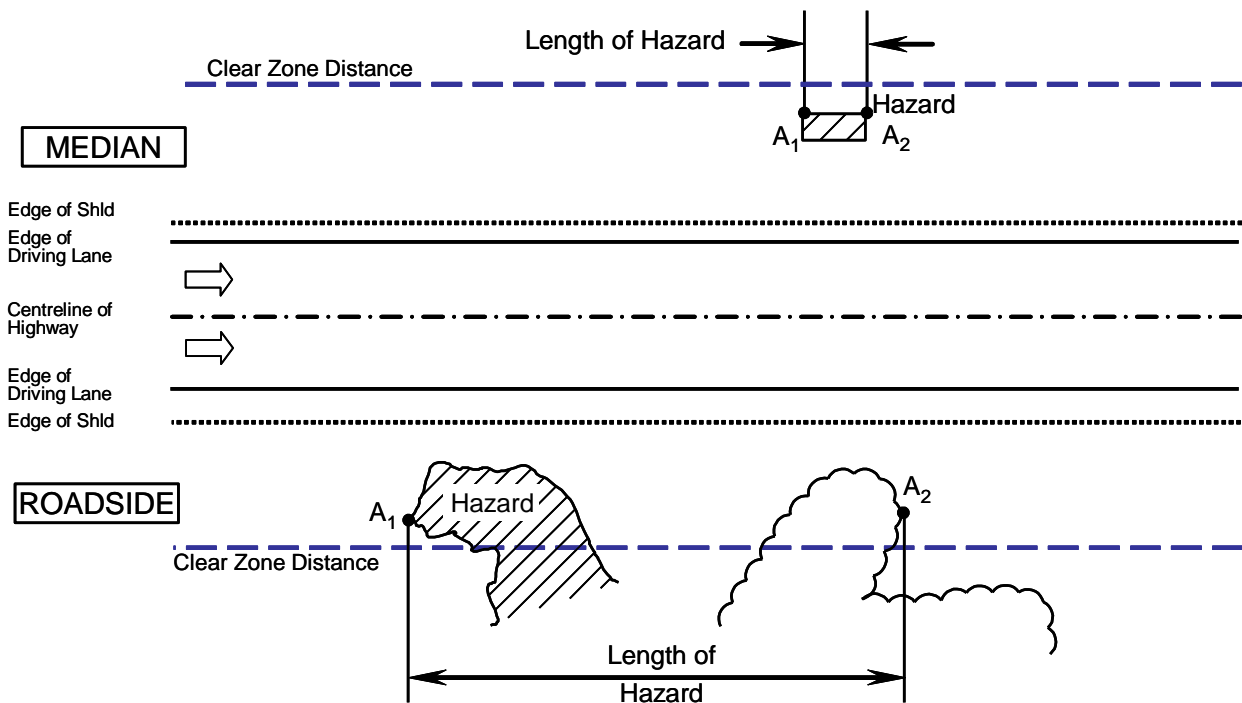 Length of Hazard
Clear Zone Distance
Hazard
A1
A2
MEDIAN
Edge of Shld
Edge of
Driving Lane
Centreline of
Highway
Edge of
Driving Lane
Edge of Shld
ROADSIDE
A1
Hazard
A2
Clear Zone Distance
Length of
Hazard